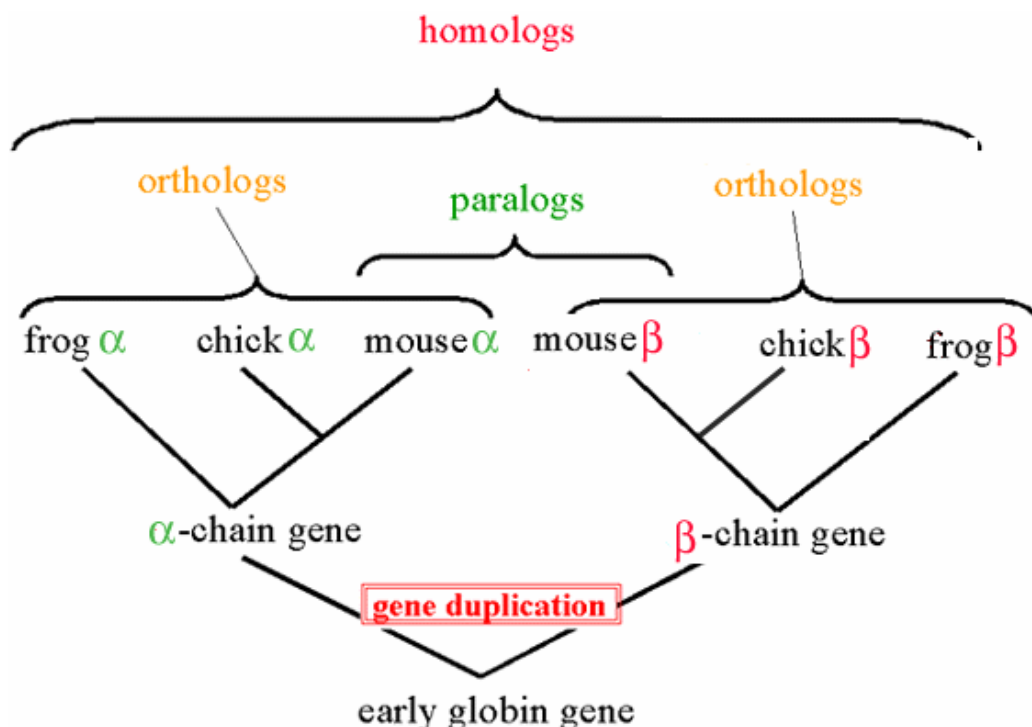 homologs
orthologs
paralogs
orthologs
frog α
chick α
mouse α
mouse β
chick β
frog β
α-chain gene
β-chain gene
gene duplication
early globin gene